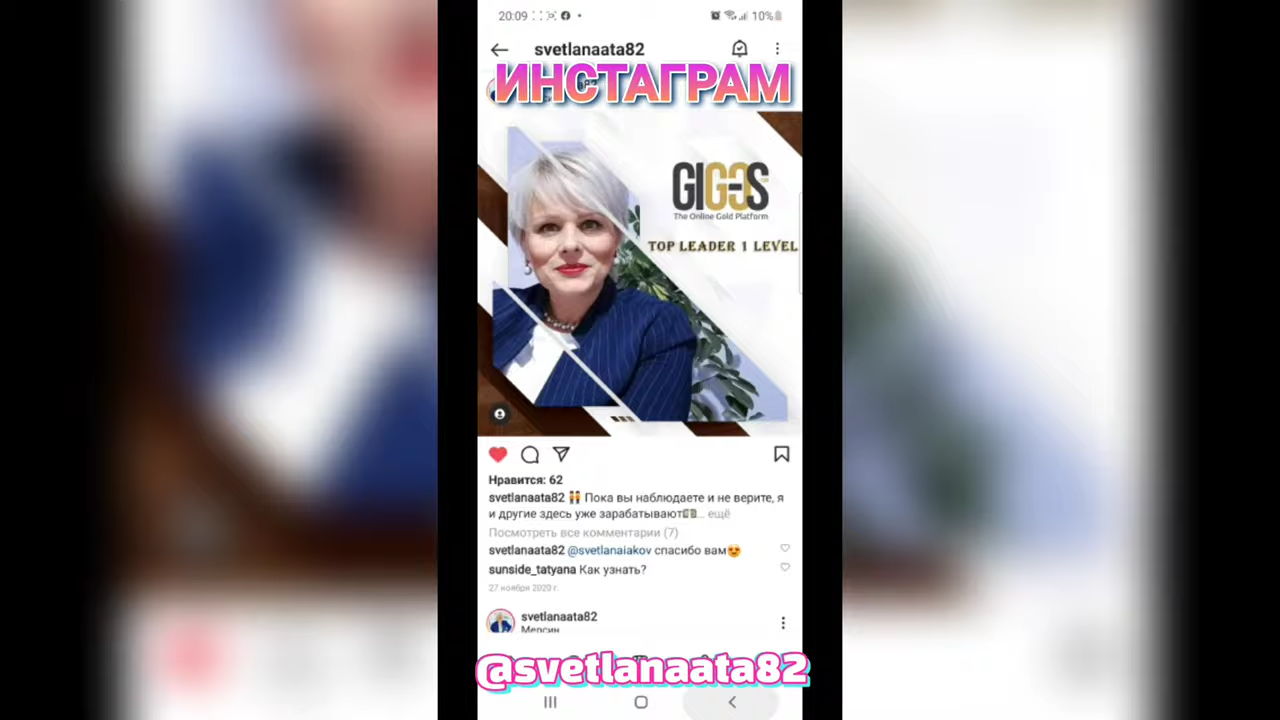 20:09
10%
svetlanaata82
ИНСТАГРАМ
GIGOS
The Online Gold Platform
TOP LEADER 1 LEVEL
Нравится: 62
svetlanaata82 👯 Пока вы наблюдаете и не верите, я
и другие здесь уже зарабатывают💵... ещё
Посмотреть все комментарии (7)
svetlanaata82 @svetlanaiakov спасибо вам😍
sunside_tatyana Как узнать?
27 ноября 2020 г.
svetlanaata82
Мерсин
@svetlanaata82